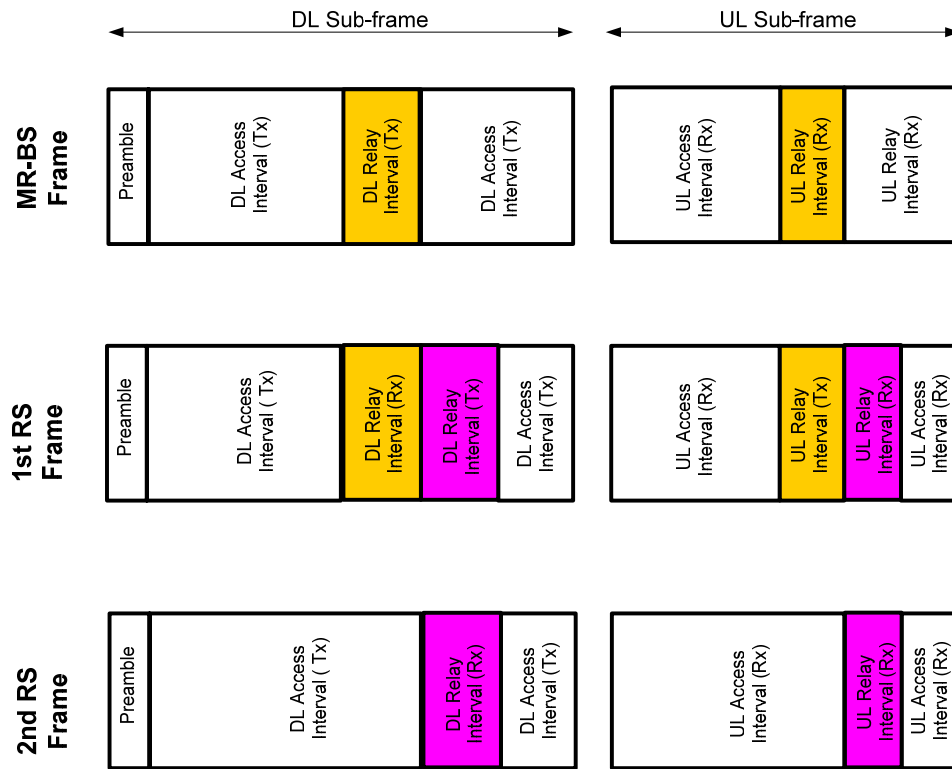 DL Sub-frame
UL Sub-frame
MR-BS
Frame
Preamble
DL Access
Interval (Tx)
DL Relay
Interval (Tx)
DL Access
Interval (Tx)
UL Access
Interval (Rx)
UL Relay
Interval (Rx)
UL Relay
Interval (Rx)
1st RS
Frame
Preamble
DL Access
Interval ( Tx)
DL Relay
Interval (Rx)
DL Relay
Interval (Tx)
DL Access
Interval (Tx)
UL Access
Interval (Rx)
UL Relay
Interval (Tx)
UL Relay
Interval (Rx)
UL Access
Interval (Rx)
2nd RS
Frame
Preamble
DL Access
Interval ( Tx)
DL Relay
Interval (Rx)
DL Access
Interval (Tx)
UL Access
Interval (Rx)
UL Relay
Interval (Rx)
UL Access
Interval (Rx)